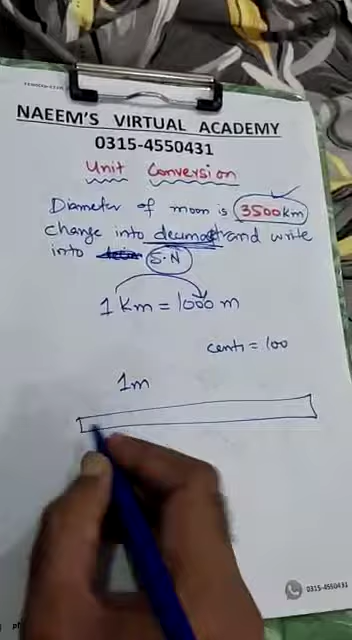 NAEEM'S VIRTUAL ACADEMY
0315-4550431
Unit Conversion
Diameter of moon is 3500km
change into and write
into S.N
1 Km = 1000 m
centi = 100
1m
0315-4550431